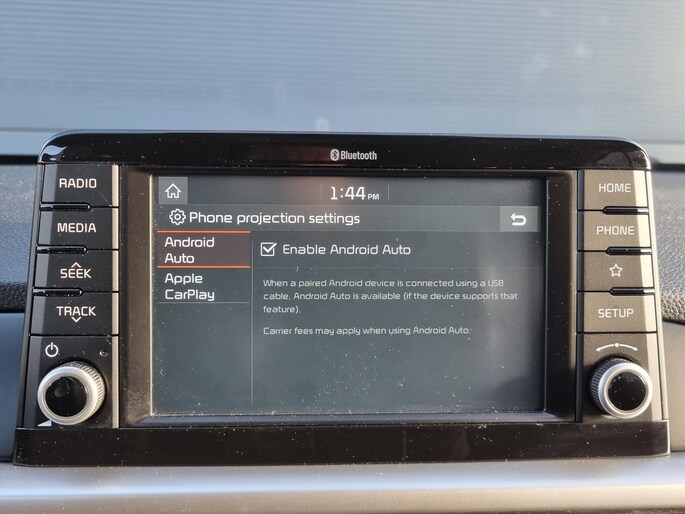 Bluetooth
RADIO
MEDIA
SEEK
TRACK
1:44 PM
Phone projection settings
Android
Auto
Apple
CarPlay
Enable Android Auto
When a paired Android device is connected using a USB
cable, Android Auto is available (if the device supports that
feature).
Carrier fees may apply when using Android Auto.
HOME
PHONE
SETUP